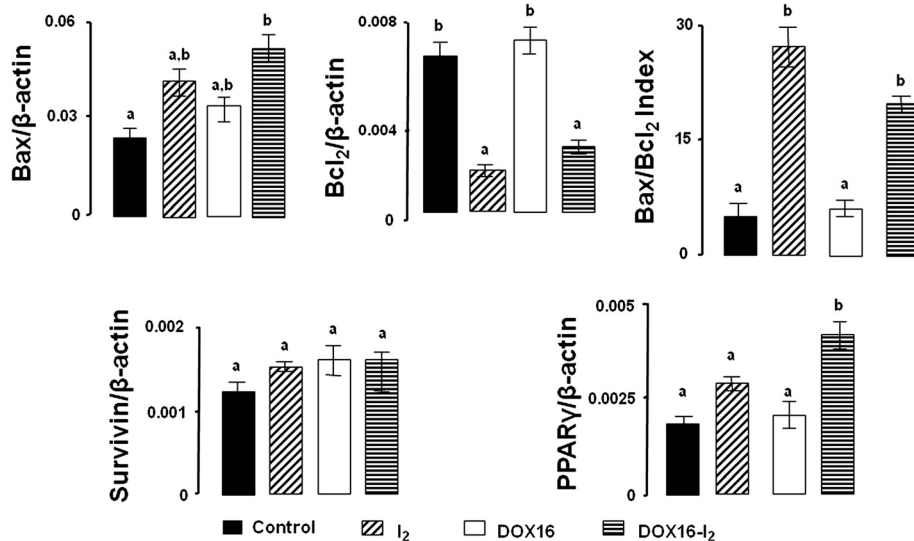 Bax/β-actin
0.06
0.03
0
a
a,b
a,b
b
Bcl₂/β-actin
0.008
0.004
0
b
a
b
a
Bax/Bcl₂ Index
30
15
0
a
b
a
b
Survivin/β-actin
0.002
0.001
0
a
a
a
a
PPARγ/β-actin
0.005
0.0025
0
a
a
a
b
Control
I₂
DOX16
DOX16-I₂